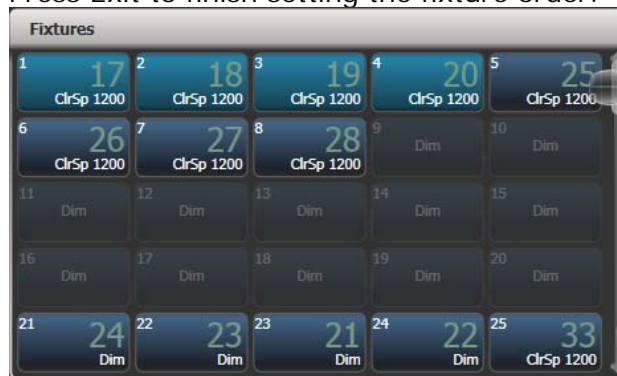 Press Exit to finish setting the fixture order.
Fixtures
1 17 2 18 3 19 4 20 5 25
ClrSp 1200 ClrSp 1200 ClrSp 1200 ClrSp 1200 ClrSp 1200
6 26 7 27 8 28 9 10
ClrSp 1200 ClrSp 1200 ClrSp 1200 Dim Dim
11 12 13 14 15
Dim Dim Dim Dim Dim
16 17 18 19 20
Dim Dim Dim Dim Dim
21 24 22 23 23 21 24 22 25 33
Dim Dim Dim Dim ClrSp 1200